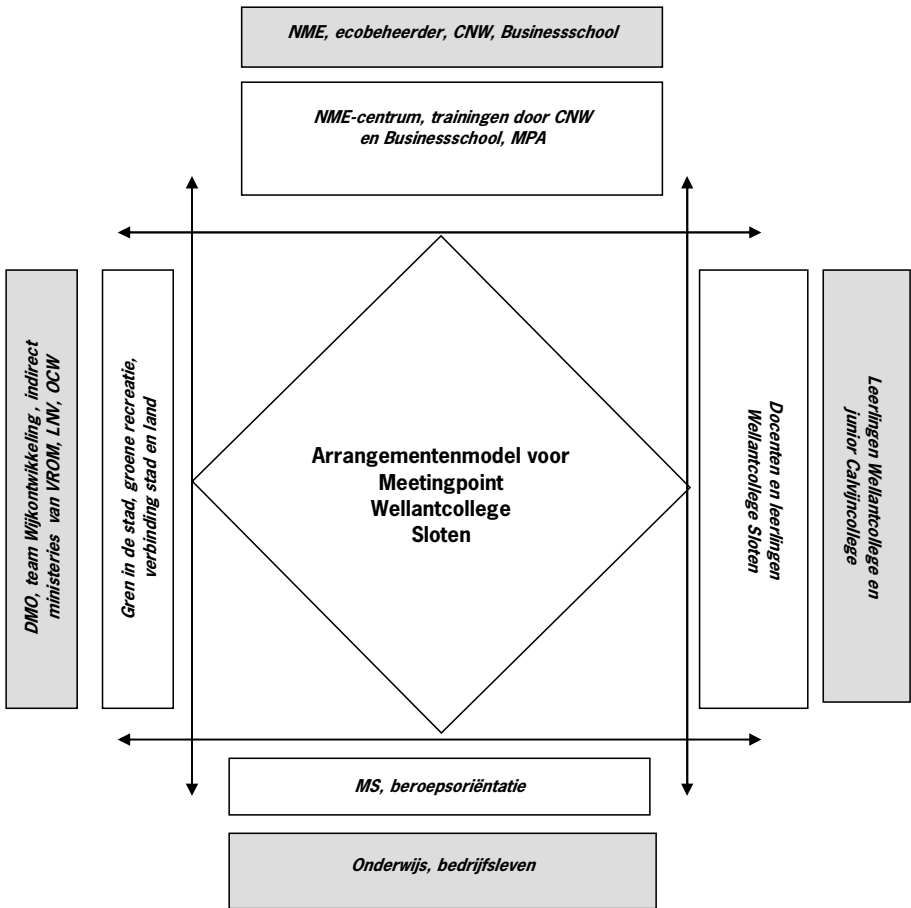 NME, ecobeheerder, CNW, Businessschool
NME-centrum, trainingen door CNW
en Businessschool, MPA
DMO, team Wijkontwikkeling , indirect
ministeries van VROM, LNV, OCW
Gren in de stad, groene recreatie,
verbinding stad en land
Arrangementenmodel voor
Meetingpoint
Wellantcollege
Sloten
Docenten en leerlingen
Wellantcollege Sloten
Leerlingen Wellantcollege en
junior Calvijncollege
MS, beroepsoriëntatie
Onderwijs, bedrijfsleven